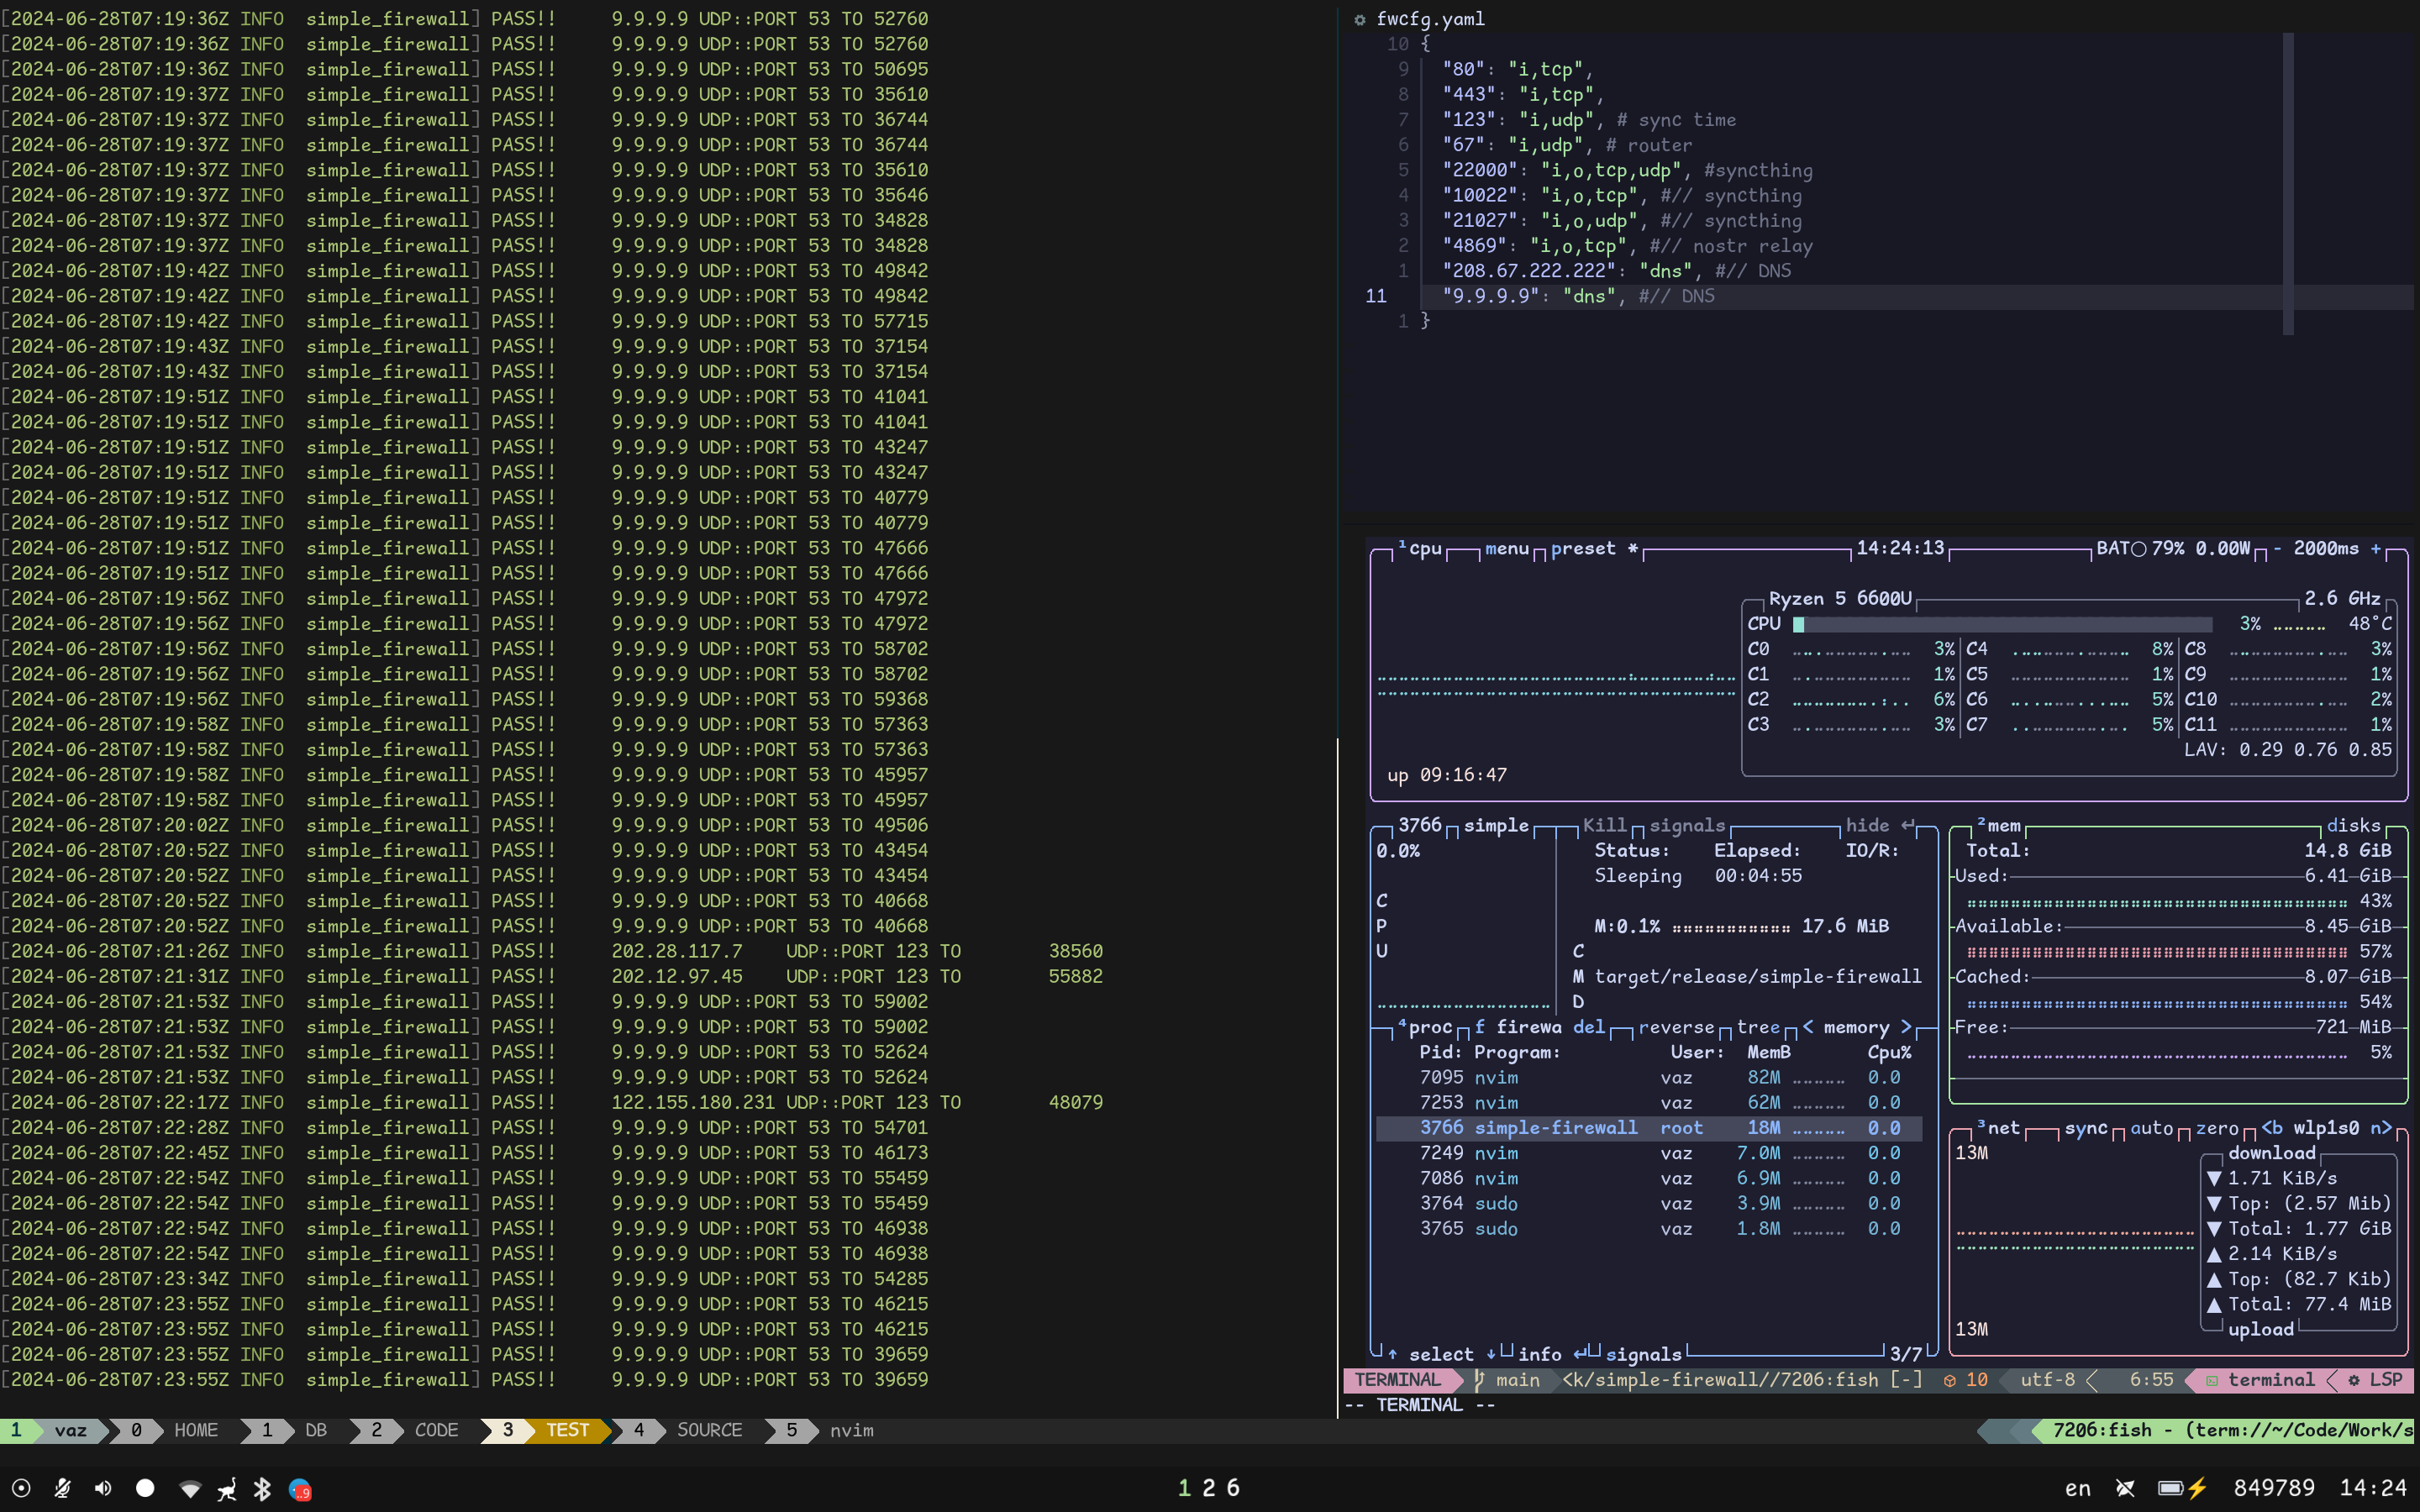 [2024-06-28T07:19:36Z INFO  simple_firewall] PASS!!     9.9.9.9 UDP::PORT 53 TO 52760
[2024-06-28T07:19:36Z INFO  simple_firewall] PASS!!     9.9.9.9 UDP::PORT 53 TO 52760
[2024-06-28T07:19:36Z INFO  simple_firewall] PASS!!     9.9.9.9 UDP::PORT 53 TO 50695
[2024-06-28T07:19:37Z INFO  simple_firewall] PASS!!     9.9.9.9 UDP::PORT 53 TO 35610
[2024-06-28T07:19:37Z INFO  simple_firewall] PASS!!     9.9.9.9 UDP::PORT 53 TO 36744
[2024-06-28T07:19:37Z INFO  simple_firewall] PASS!!     9.9.9.9 UDP::PORT 53 TO 36744
[2024-06-28T07:19:37Z INFO  simple_firewall] PASS!!     9.9.9.9 UDP::PORT 53 TO 35610
[2024-06-28T07:19:37Z INFO  simple_firewall] PASS!!     9.9.9.9 UDP::PORT 53 TO 35646
[2024-06-28T07:19:37Z INFO  simple_firewall] PASS!!     9.9.9.9 UDP::PORT 53 TO 34828
[2024-06-28T07:19:37Z INFO  simple_firewall] PASS!!     9.9.9.9 UDP::PORT 53 TO 34828
[2024-06-28T07:19:42Z INFO  simple_firewall] PASS!!     9.9.9.9 UDP::PORT 53 TO 49842
[2024-06-28T07:19:42Z INFO  simple_firewall] PASS!!     9.9.9.9 UDP::PORT 53 TO 49842
[2024-06-28T07:19:42Z INFO  simple_firewall] PASS!!     9.9.9.9 UDP::PORT 53 TO 57715
[2024-06-28T07:19:43Z INFO  simple_firewall] PASS!!     9.9.9.9 UDP::PORT 53 TO 37154
[2024-06-28T07:19:43Z INFO  simple_firewall] PASS!!     9.9.9.9 UDP::PORT 53 TO 37154
[2024-06-28T07:19:51Z INFO  simple_firewall] PASS!!     9.9.9.9 UDP::PORT 53 TO 41041
[2024-06-28T07:19:51Z INFO  simple_firewall] PASS!!     9.9.9.9 UDP::PORT 53 TO 41041
[2024-06-28T07:19:51Z INFO  simple_firewall] PASS!!     9.9.9.9 UDP::PORT 53 TO 43247
[2024-06-28T07:19:51Z INFO  simple_firewall] PASS!!     9.9.9.9 UDP::PORT 53 TO 43247
[2024-06-28T07:19:51Z INFO  simple_firewall] PASS!!     9.9.9.9 UDP::PORT 53 TO 40779
[2024-06-28T07:19:51Z INFO  simple_firewall] PASS!!     9.9.9.9 UDP::PORT 53 TO 40779
[2024-06-28T07:19:51Z INFO  simple_firewall] PASS!!     9.9.9.9 UDP::PORT 53 TO 47666
[2024-06-28T07:19:51Z INFO  simple_firewall] PASS!!     9.9.9.9 UDP::PORT 53 TO 47666
[2024-06-28T07:19:56Z INFO  simple_firewall] PASS!!     9.9.9.9 UDP::PORT 53 TO 47972
[2024-06-28T07:19:56Z INFO  simple_firewall] PASS!!     9.9.9.9 UDP::PORT 53 TO 47972
[2024-06-28T07:19:56Z INFO  simple_firewall] PASS!!     9.9.9.9 UDP::PORT 53 TO 58702
[2024-06-28T07:19:56Z INFO  simple_firewall] PASS!!     9.9.9.9 UDP::PORT 53 TO 58702
[2024-06-28T07:19:56Z INFO  simple_firewall] PASS!!     9.9.9.9 UDP::PORT 53 TO 59368
[2024-06-28T07:19:58Z INFO  simple_firewall] PASS!!     9.9.9.9 UDP::PORT 53 TO 57363
[2024-06-28T07:19:58Z INFO  simple_firewall] PASS!!     9.9.9.9 UDP::PORT 53 TO 57363
[2024-06-28T07:19:58Z INFO  simple_firewall] PASS!!     9.9.9.9 UDP::PORT 53 TO 45957
[2024-06-28T07:19:58Z INFO  simple_firewall] PASS!!     9.9.9.9 UDP::PORT 53 TO 45957
[2024-06-28T07:20:02Z INFO  simple_firewall] PASS!!     9.9.9.9 UDP::PORT 53 TO 49506
[2024-06-28T07:20:52Z INFO  simple_firewall] PASS!!     9.9.9.9 UDP::PORT 53 TO 43454
[2024-06-28T07:20:52Z INFO  simple_firewall] PASS!!     9.9.9.9 UDP::PORT 53 TO 43454
[2024-06-28T07:20:52Z INFO  simple_firewall] PASS!!     9.9.9.9 UDP::PORT 53 TO 40668
[2024-06-28T07:20:52Z INFO  simple_firewall] PASS!!     9.9.9.9 UDP::PORT 53 TO 40668
[2024-06-28T07:21:26Z INFO  simple_firewall] PASS!!     202.28.117.7    UDP::PORT 123 TO        38560
[2024-06-28T07:21:31Z INFO  simple_firewall] PASS!!     202.12.97.45    UDP::PORT 123 TO        55882
[2024-06-28T07:21:53Z INFO  simple_firewall] PASS!!     9.9.9.9 UDP::PORT 53 TO 59002
[2024-06-28T07:21:53Z INFO  simple_firewall] PASS!!     9.9.9.9 UDP::PORT 53 TO 59002
[2024-06-28T07:21:53Z INFO  simple_firewall] PASS!!     9.9.9.9 UDP::PORT 53 TO 52624
[2024-06-28T07:21:53Z INFO  simple_firewall] PASS!!     9.9.9.9 UDP::PORT 53 TO 52624
[2024-06-28T07:22:17Z INFO  simple_firewall] PASS!!     122.155.180.231 UDP::PORT 123 TO        48079
[2024-06-28T07:22:28Z INFO  simple_firewall] PASS!!     9.9.9.9 UDP::PORT 53 TO 54701
[2024-06-28T07:22:45Z INFO  simple_firewall] PASS!!     9.9.9.9 UDP::PORT 53 TO 46173
[2024-06-28T07:22:54Z INFO  simple_firewall] PASS!!     9.9.9.9 UDP::PORT 53 TO 55459
[2024-06-28T07:22:54Z INFO  simple_firewall] PASS!!     9.9.9.9 UDP::PORT 53 TO 55459
[2024-06-28T07:22:54Z INFO  simple_firewall] PASS!!     9.9.9.9 UDP::PORT 53 TO 46938
[2024-06-28T07:22:54Z INFO  simple_firewall] PASS!!     9.9.9.9 UDP::PORT 53 TO 46938
[2024-06-28T07:23:34Z INFO  simple_firewall] PASS!!     9.9.9.9 UDP::PORT 53 TO 54285
[2024-06-28T07:23:55Z INFO  simple_firewall] PASS!!     9.9.9.9 UDP::PORT 53 TO 46215
[2024-06-28T07:23:55Z INFO  simple_firewall] PASS!!     9.9.9.9 UDP::PORT 53 TO 46215
[2024-06-28T07:23:55Z INFO  simple_firewall] PASS!!     9.9.9.9 UDP::PORT 53 TO 39659
[2024-06-28T07:23:55Z INFO  simple_firewall] PASS!!     9.9.9.9 UDP::PORT 53 TO 39659
fwcfg.yaml
10 {
9 "80": "i,tcp",
8 "443": "i,tcp",
7 "123": "i,udp", # sync time
6 "67": "i,udp", # router
5 "22000": "i,o,tcp,udp", #syncthing
4 "10022": "i,o,tcp", #// syncthing
3 "21027": "i,o,udp", #// syncthing
2 "4869": "i,o,tcp", #// nostr relay
1 "208.67.222.222": "dns", #// DNS
11 "9.9.9.9": "dns", #// DNS
1 }
¹cpu menu preset * 14:24:13 BAT 79% 0.00W - 2000ms +
Ryzen 5 6600U 2.6 GHz
CPU 3% 48°C
C0 3% C4 8% C8 3%
C1 1% C5 1% C9 1%
C2 6% C6 5% C10 2%
C3 3% C7 5% C11 1%
LAV: 0.29 0.76 0.85
up 09:16:47
3766 simple Kill signals hide ↵
0.0% Status: Elapsed: IO/R:
Sleeping 00:04:55
C
P M:0.1% 17.6 MiB
U C
M target/release/simple-firewall
D
⁴proc f firewa del reverse tree < memory >
Pid: Program: User: MemB Cpu%
7095 nvim vaz 82M 0.0
7253 nvim vaz 62M 0.0
3766 simple-firewall root 18M 0.0
7249 nvim vaz 7.0M 0.0
7086 nvim vaz 6.9M 0.0
3764 sudo vaz 3.9M 0.0
3765 sudo vaz 1.8M 0.0
↑ select ↓ info ↵ signals 3/7
²mem disks
Total: 14.8 GiB
Used: 6.41 GiB
43%
Available: 8.45 GiB
57%
Cached: 8.07 GiB
54%
Free: 721 MiB
5%
³net sync auto zero <b wlp1s0 n>
13M download
▼ 1.71 KiB/s
▼ Top: (2.57 Mib)
▼ Total: 1.77 GiB
▲ 2.14 KiB/s
▲ Top: (82.7 Kib)
▲ Total: 77.4 MiB
13M upload
TERMINAL main <k/simple-firewall//7206:fish [-] 10 utf-8 6:55 terminal LSP
-- TERMINAL --
1 vaz 0 HOME 1 DB 2 CODE 3 TEST 4 SOURCE 5 nvim 7206:fish - (term://~/Code/Work/s
..9 1 2 6 en 849789 14:24